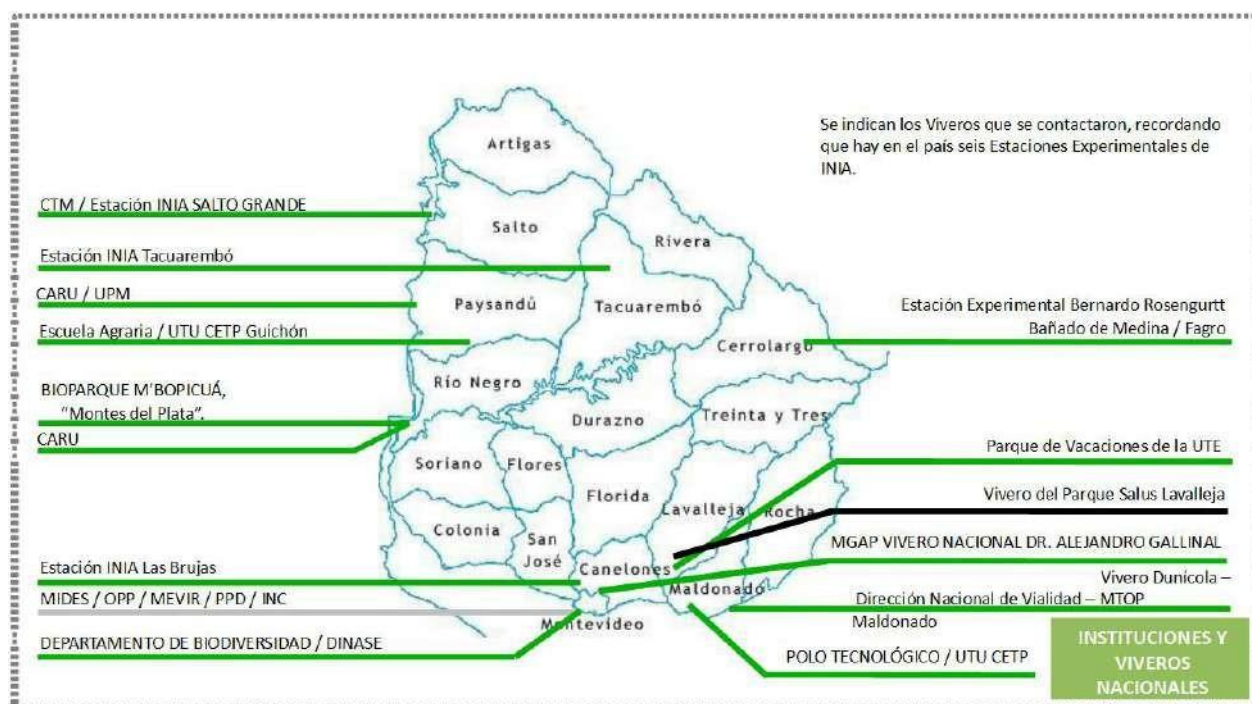 Se indican los Viveros que se contactaron, recordando
que hay en el país seis Estaciones Experimentales de
INIA.
Artigas
CTM / Estación INIA SALTO GRANDE
Salto
Rivera
Estación INIA Tacuarembó
CARU / UPM
Paysandú
Tacuarembó
Estación Experimental Bernardo Rosengurtt
Bañado de Medina / Fagro
Escuela Agraria / UTU CETP Guichón
Cerrolargo
Río Negro
BIOPARQUE M'BOPICUÁ,
"Montes del Plata".
Durazno
Treinta y Tres
CARU
Parque de Vacaciones de la UTE
Soriano
Flores
Florida
Vivero del Parque Salus Lavalleja
Lavalleja
Rocha
Colonia
San
José
MGAP VIVERO NACIONAL DR. ALEJANDRO GALLINAL
Estación INIA Las Brujas
Canelones
Maldonado
Vivero Dunícola –
Dirección Nacional de Vialidad – MTOP
Maldonado
MIDES / OPP / MEVIR / PPD / INC
Montevideo
DEPARTAMENTO DE BIODIVERSIDAD / DINASE
POLO TECNOLÓGICO / UTU CETP
INSTITUCIONES Y
VIVEROS
NACIONALES